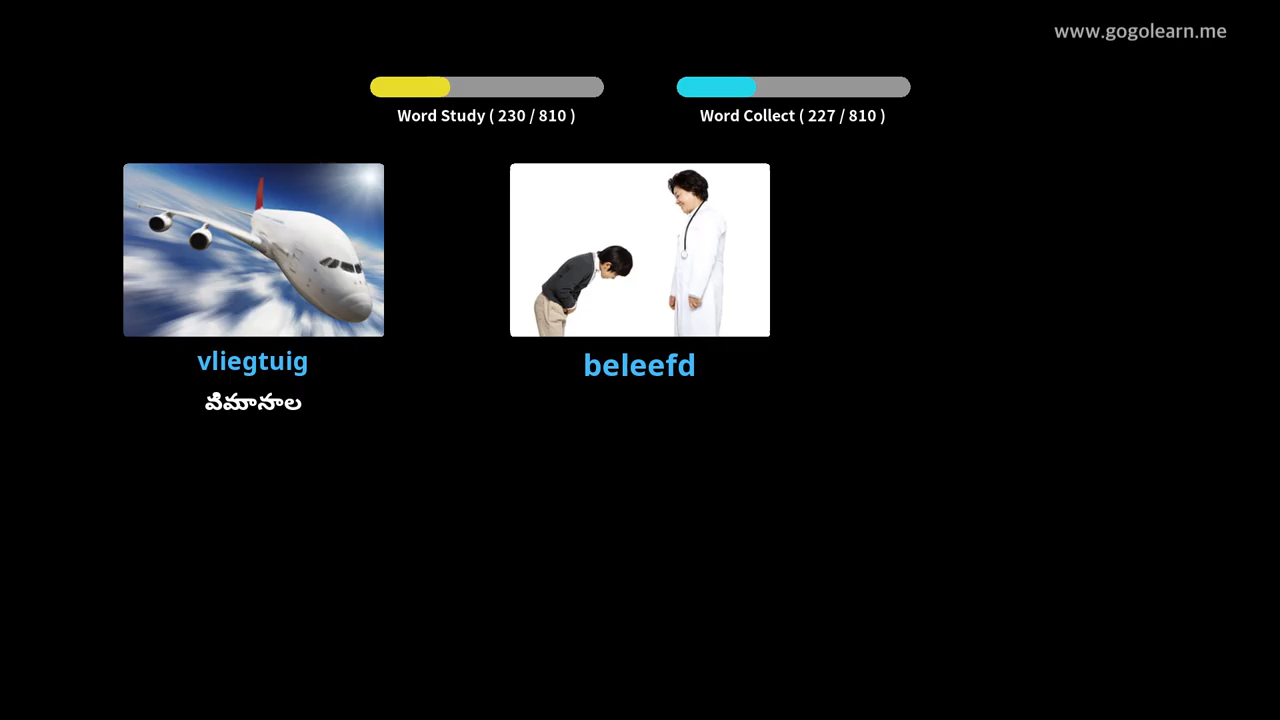 www.gogolearn.me
Word Study ( 230 / 810 )
Word Collect ( 227 / 810 )
vliegtuig
విమానాల
beleefd